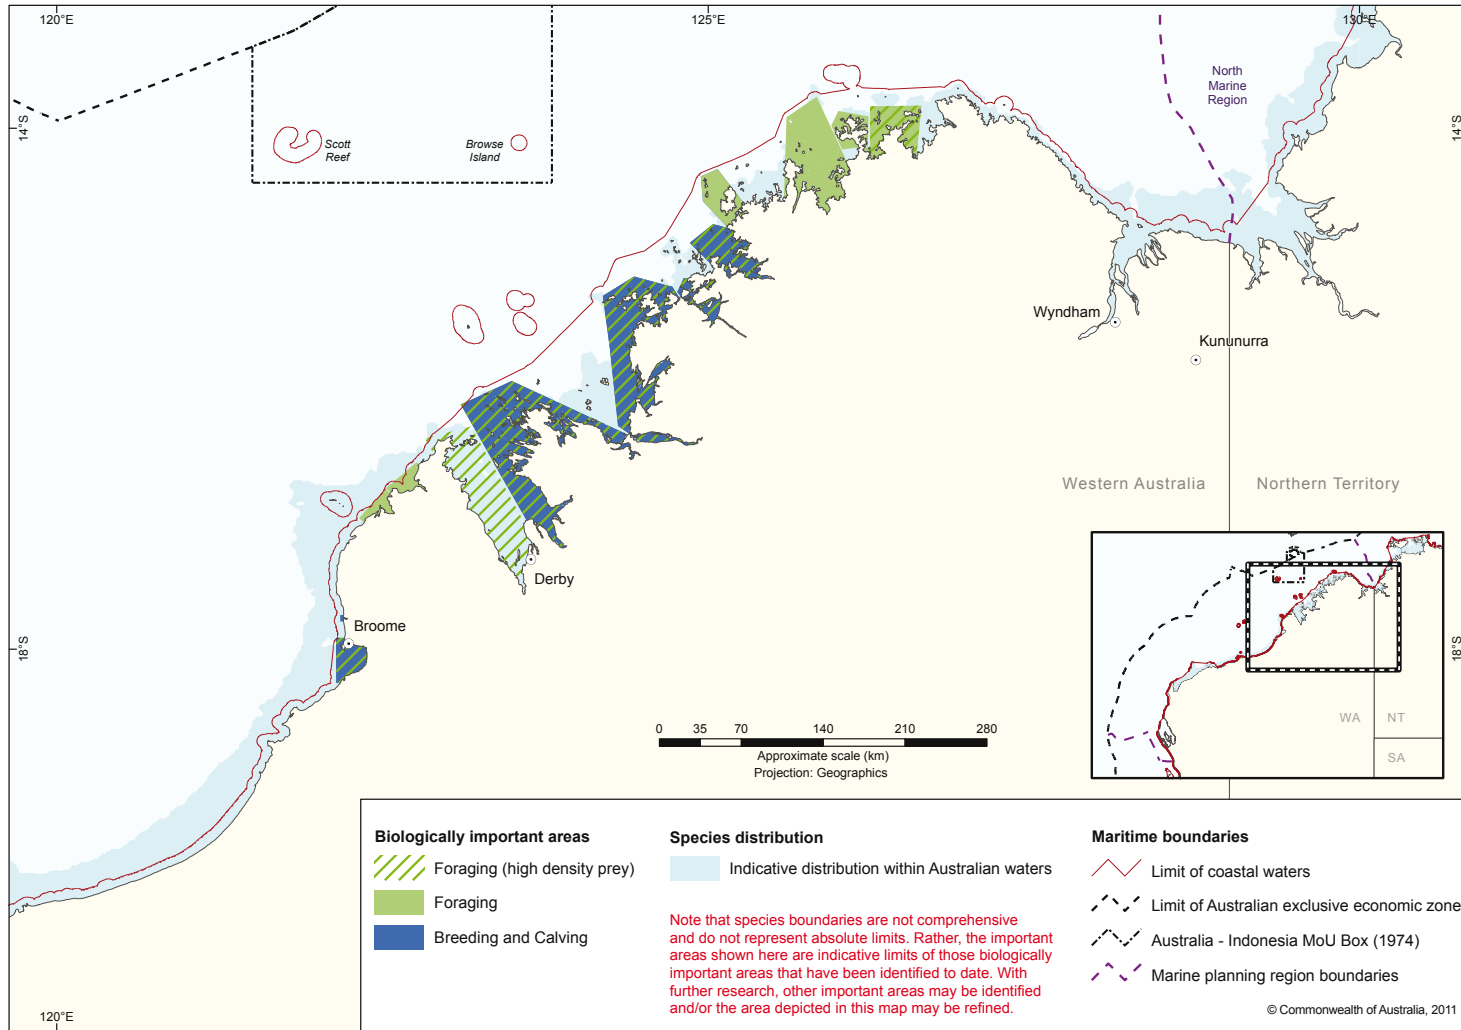 120°E
125°E
130°E
North
Marine
Region
14°S
14°S
Scott
Reef
Browse
Island
Wyndham
Kununurra
Western Australia
Northern Territory
Derby
Broome
18°S
18°S
WA
NT
SA
0
35
70
140
210
280
Approximate scale (km)
Projection: Geographics
Biologically important areas
Foraging (high density prey)
Foraging
Breeding and Calving
Species distribution
Indicative distribution within Australian waters
Note that species boundaries are not comprehensive
and do not represent absolute limits. Rather, the important
areas shown here are indicative limits of those biologically
important areas that have been identified to date. With
further research, other important areas may be identified
and/or the area depicted in this map may be refined.
Maritime boundaries
Limit of coastal waters
Limit of Australian exclusive economic zone
Australia - Indonesia MoU Box (1974)
Marine planning region boundaries
© Commonwealth of Australia, 2011
120°E